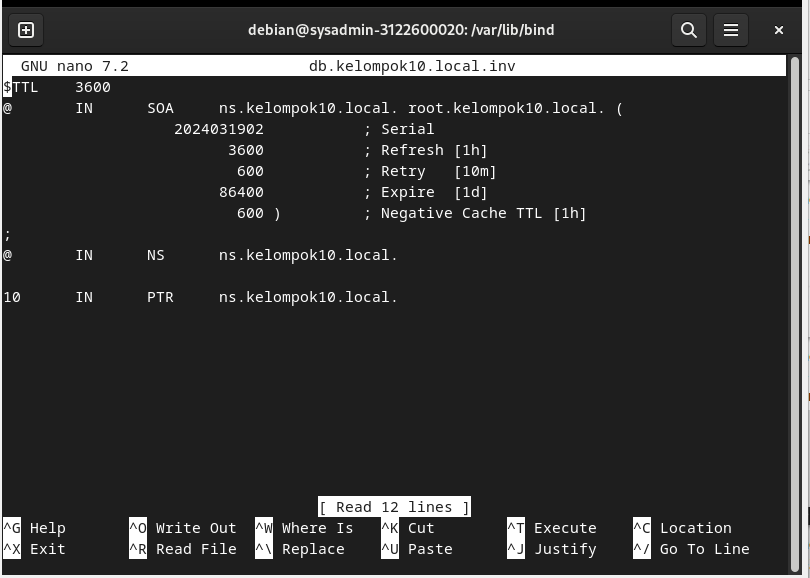 debian@sysadmin-3122600020: /var/lib/bind
GNU nano 7.2 db.kelompok10.local.inv
$TTL 3600
@ IN SOA ns.kelompok10.local. root.kelompok10.local. (
2024031902 ; Serial
3600 ; Refresh [1h]
600 ; Retry [10m]
86400 ; Expire [1d]
600 ) ; Negative Cache TTL [1h]
;
@ IN NS ns.kelompok10.local.
10 IN PTR ns.kelompok10.local.
[ Read 12 lines ]
^G Help ^O Write Out ^W Where Is ^K Cut ^T Execute ^C Location
^X Exit ^R Read File ^\ Replace ^U Paste ^J Justify ^/ Go To Line